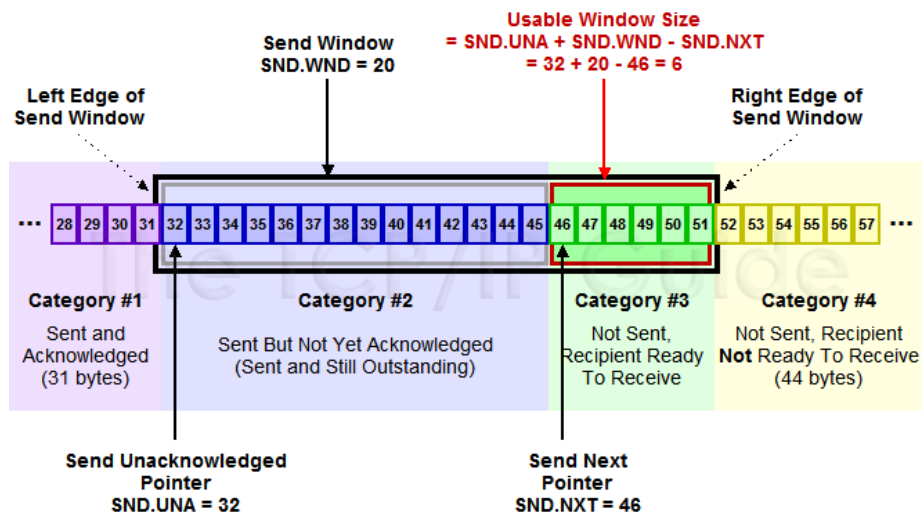 Usable Window Size
= SND.UNA + SND.WND - SND.NXT
= 32 + 20 - 46 = 6
Send Window
SND.WND = 20
Left Edge of
Send Window
Right Edge of
Send Window
... 28 29 30 31 32 33 34 35 36 37 38 39 40 41 42 43 44 45 46 47 48 49 50 51 52 53 54 55 56 57 ...
The TCP/IP Guide
Category #1
Sent and
Acknowledged
(31 bytes)
Category #2
Sent But Not Yet Acknowledged
(Sent and Still Outstanding)
Category #3
Not Sent,
Recipient Ready
To Receive
Category #4
Not Sent, Recipient
Not Ready To Receive
(44 bytes)
Send Unacknowledged
Pointer
SND.UNA = 32
Send Next
Pointer
SND.NXT = 46